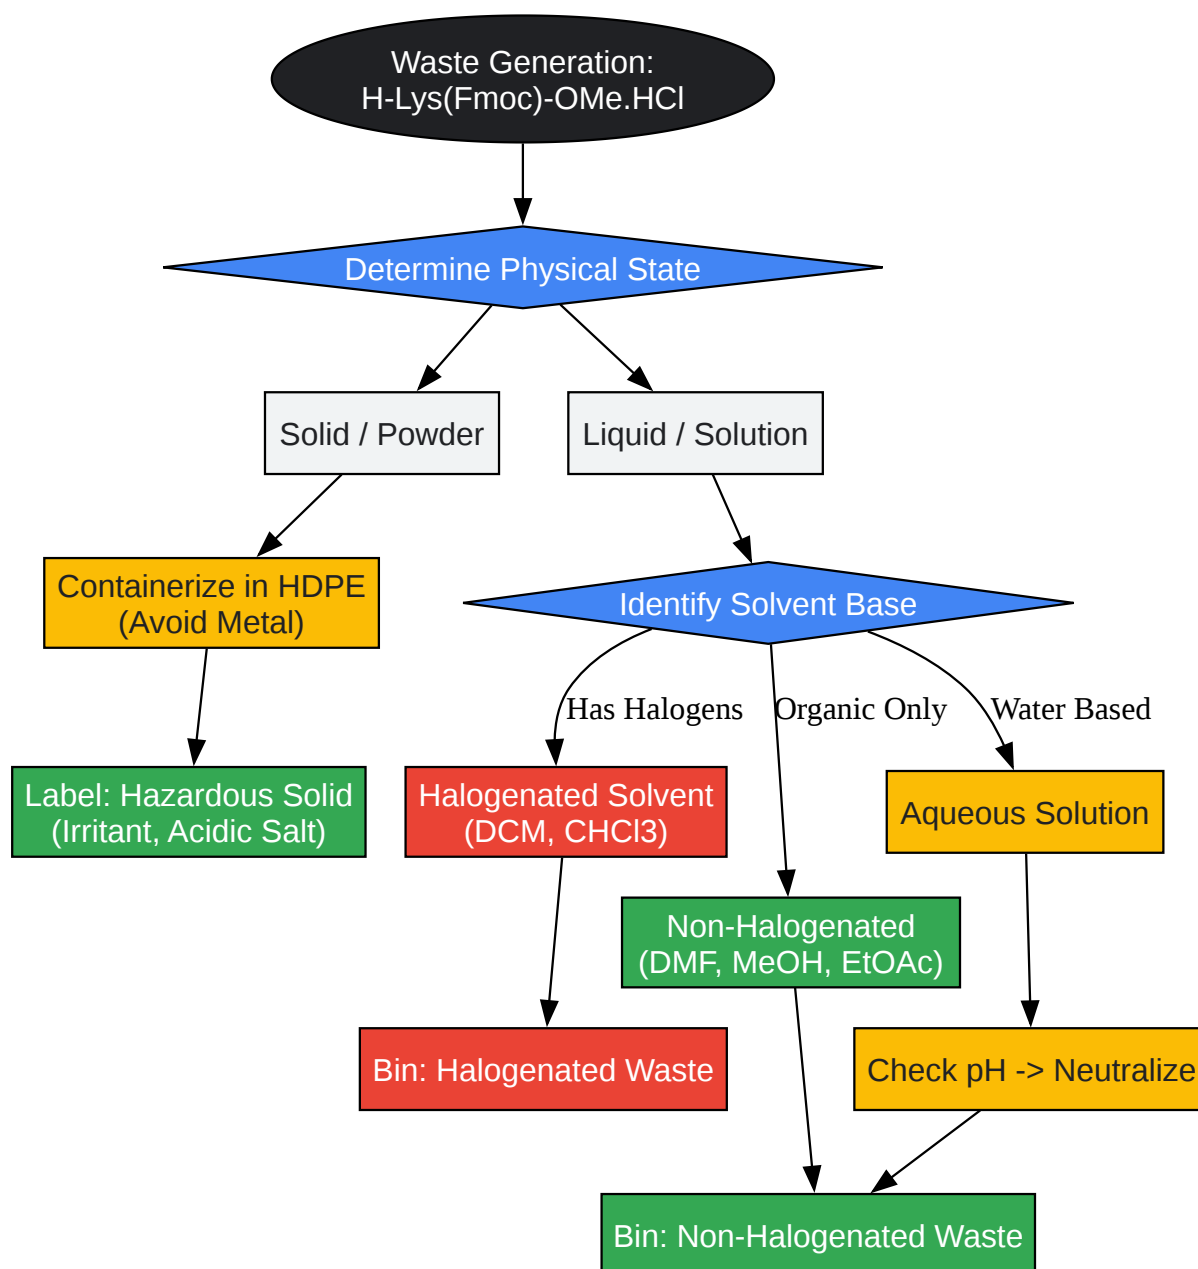 Waste Generation:
H-Lys(Fmoc)-OMe.HCl
Determine Physical State
Solid / Powder
Liquid / Solution
Containerize in HDPE
(Avoid Metal)
Identify Solvent Base
Has Halogens
Organic Only
Water Based
Label: Hazardous Solid
(Irritant, Acidic Salt)
Halogenated Solvent
(DCM, CHCl3)
Aqueous Solution
Non-Halogenated
(DMF, MeOH, EtOAc)
Bin: Halogenated Waste
Check pH -> Neutralize
Bin: Non-Halogenated Waste